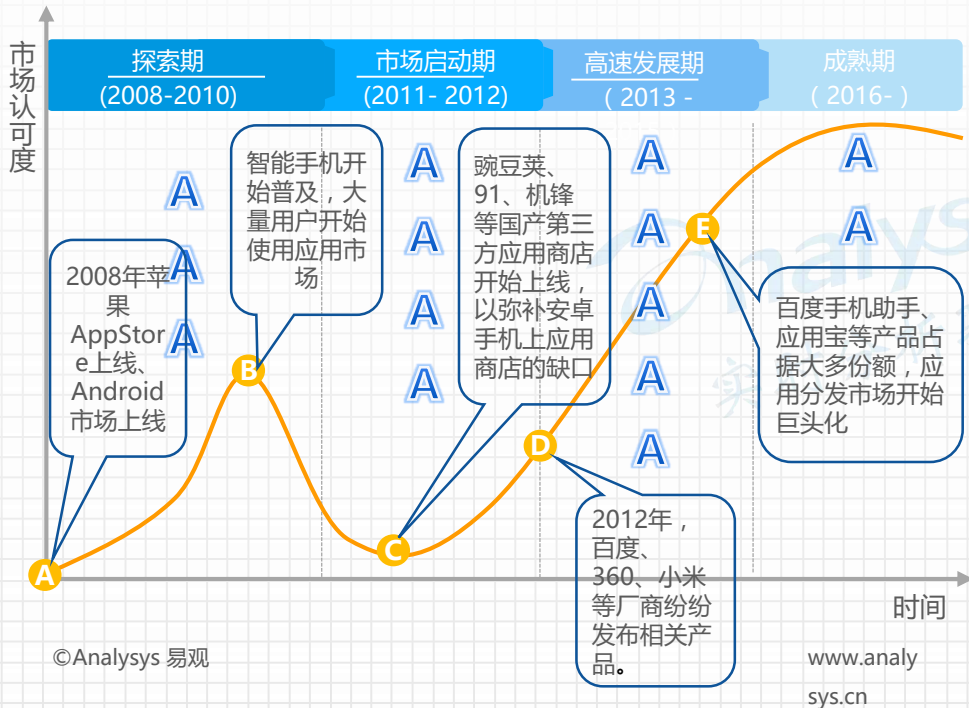 市场认可度
探索期
(2008-2010)
市场启动期
(2011- 2012)
高速发展期
( 2013 -
成熟期
( 2016- )
A
A
A
A
A
A
A
A
A
A
A
A
A
A
2008年苹
果
AppStor
e上线、
Android
市场上线
智能手机开
始普及，大
量用户开始
使用应用市
场
豌豆荚、
91、机锋
等国产第三
方应用商店
开始上线，
以弥补安卓
手机上应用
商店的缺口
2012年，
百度、
360、小米
等厂商纷纷
发布相关产
品。
百度手机助手、
应用宝等产品占
据大多份额，应
用分发市场开始
巨头化
A
B
C
D
E
时间
©Analysys 易观
www.analy
sys.cn